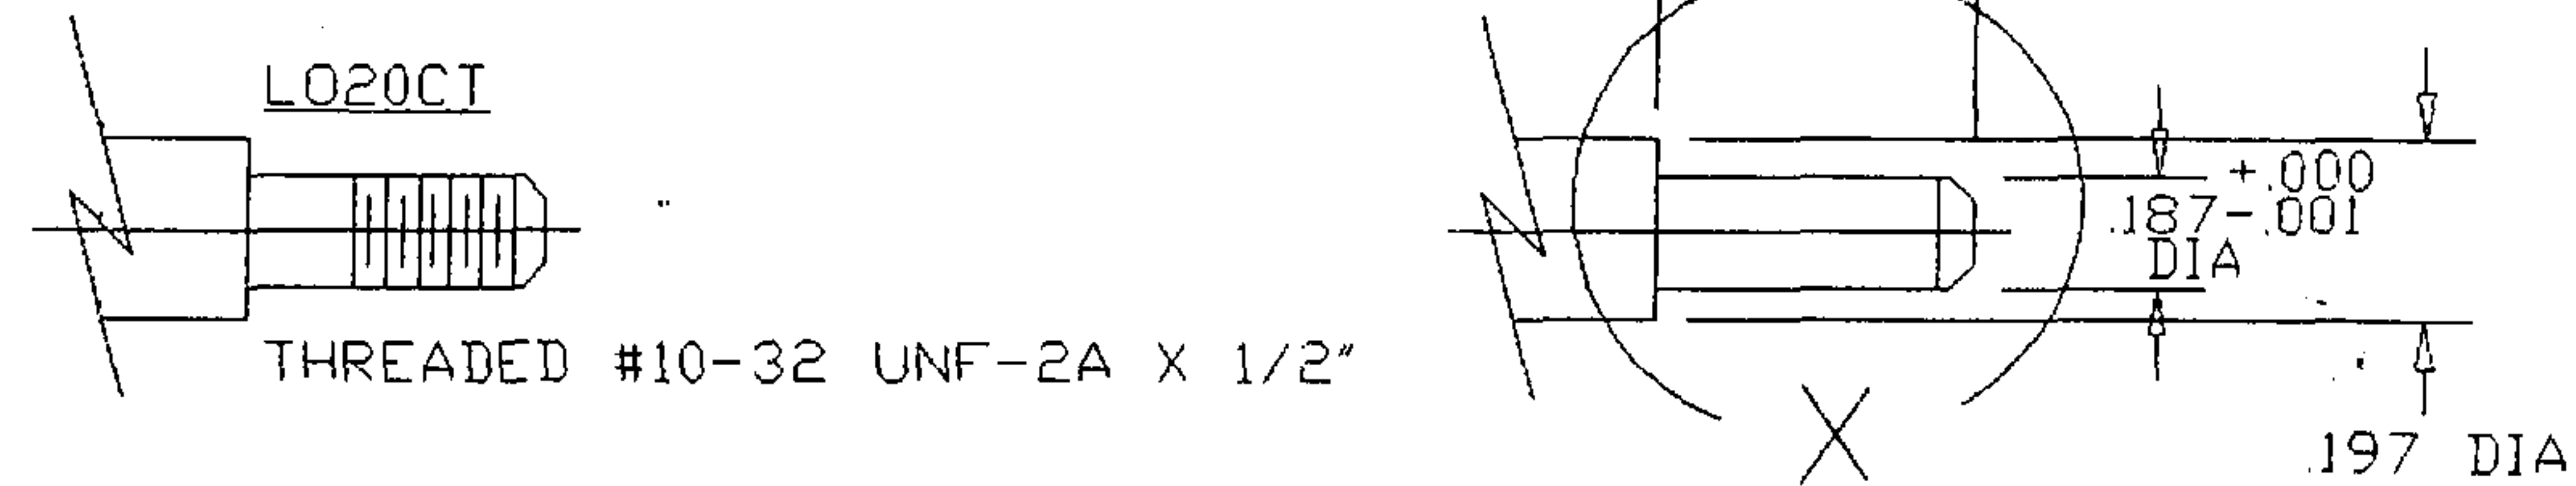 LO20CT
THREADED #10-32 UNF-2A X 1/2"
+.000
.187-.001
DIA
X
.197 DIA